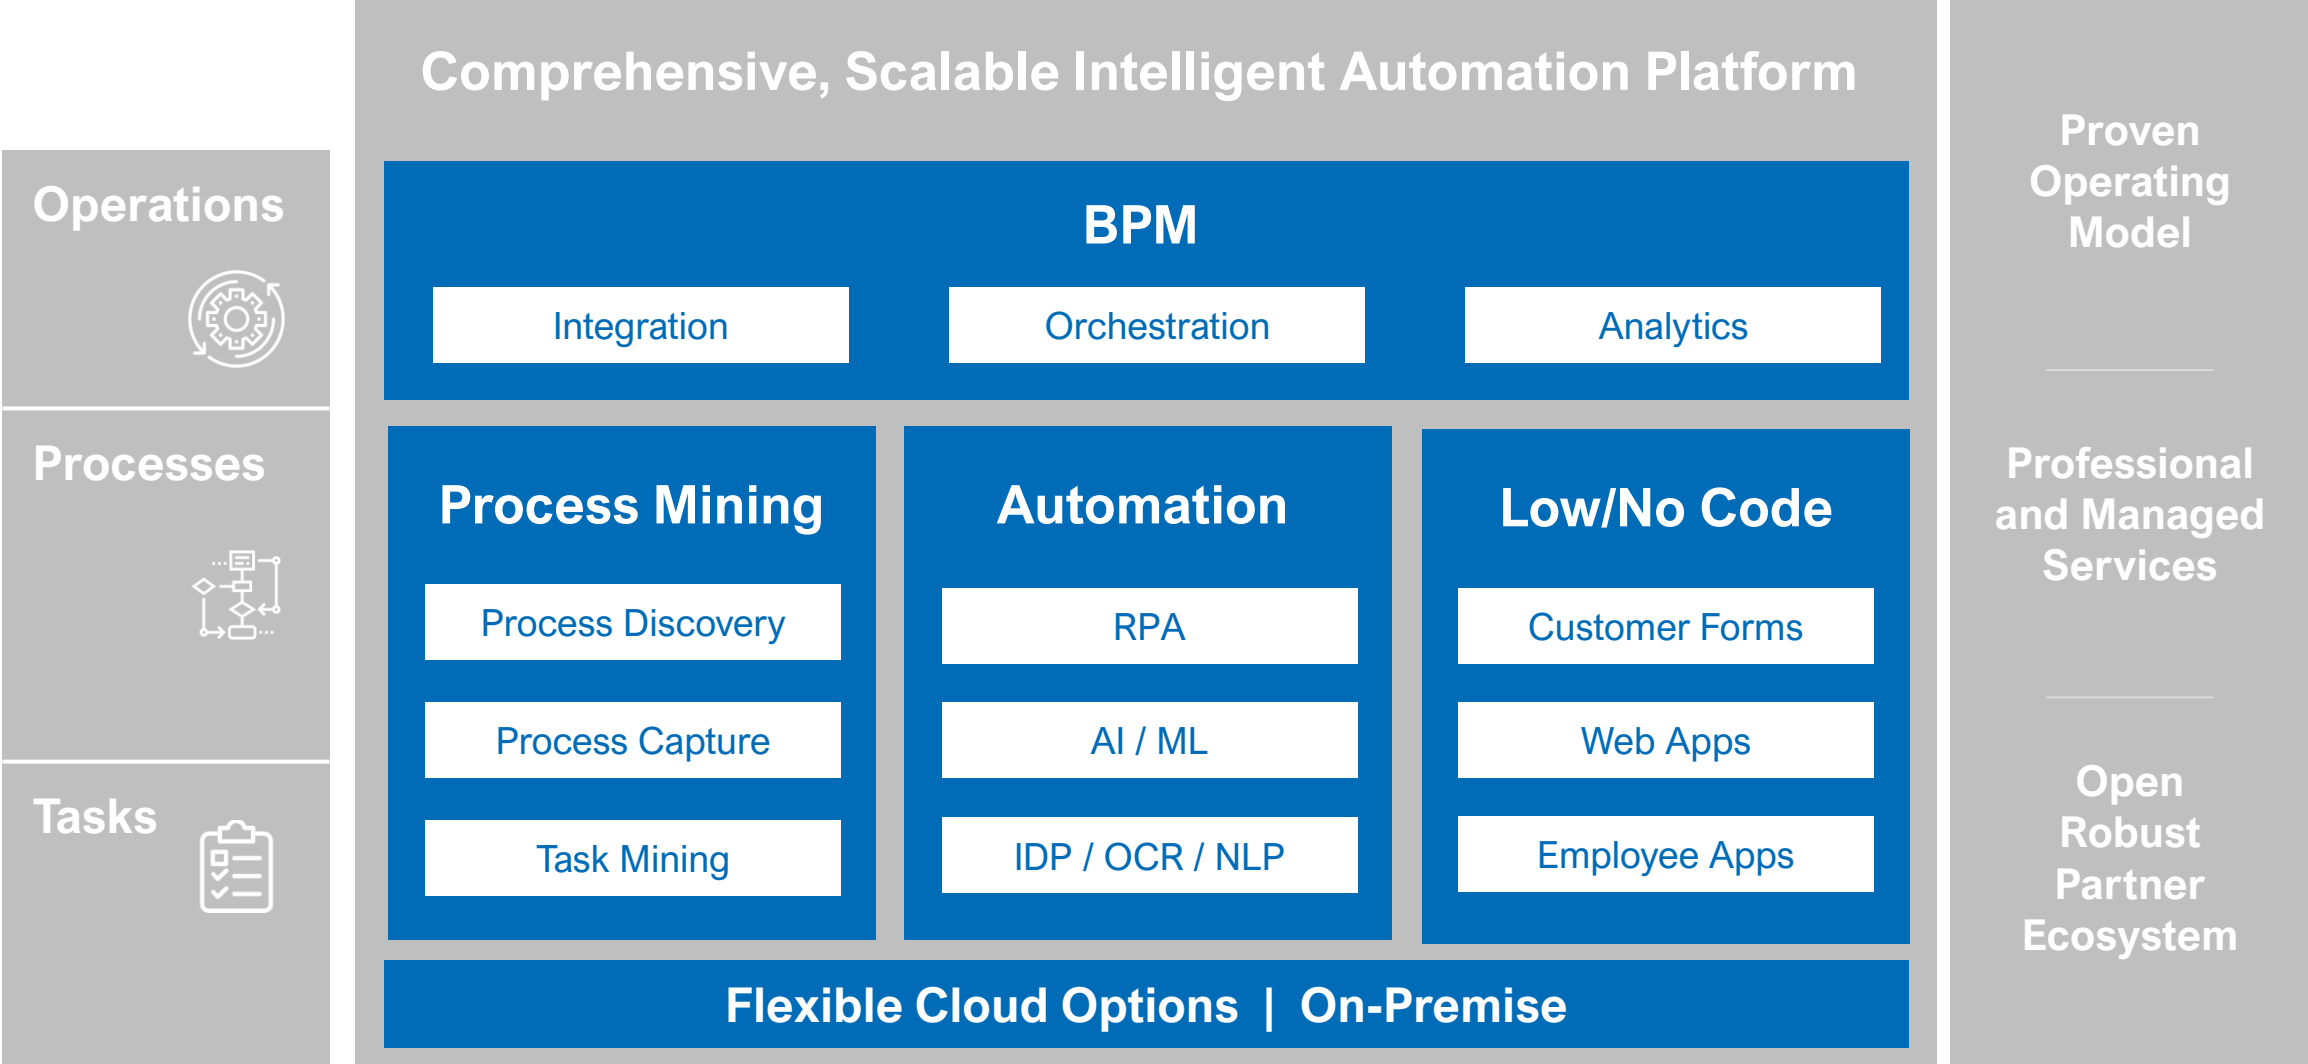 Comprehensive, Scalable Intelligent Automation Platform
Operations
Processes
Tasks
BPM
Integration
Orchestration
Analytics
Process Mining
Process Discovery
Process Capture
Task Mining
Automation
RPA
AI / ML
IDP / OCR / NLP
Low/No Code
Customer Forms
Web Apps
Employee Apps
Flexible Cloud Options | On-Premise
Proven
Operating
Model
Professional
and Managed
Services
Open
Robust
Partner
Ecosystem